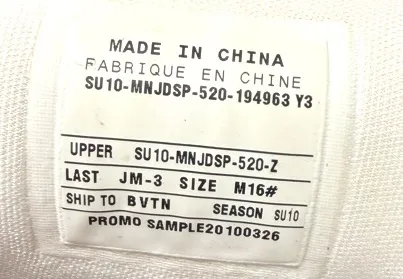 MADE IN CHINA
FABRIQUE EN CHINE
SU10-MNJDSP-520-194963 Y3
UPPER SU10-MNJDSP-520-Z
LAST JM-3 SIZE M16#
SHIP TO BVTN SEASON SU10
PROMO SAMPLE20100326